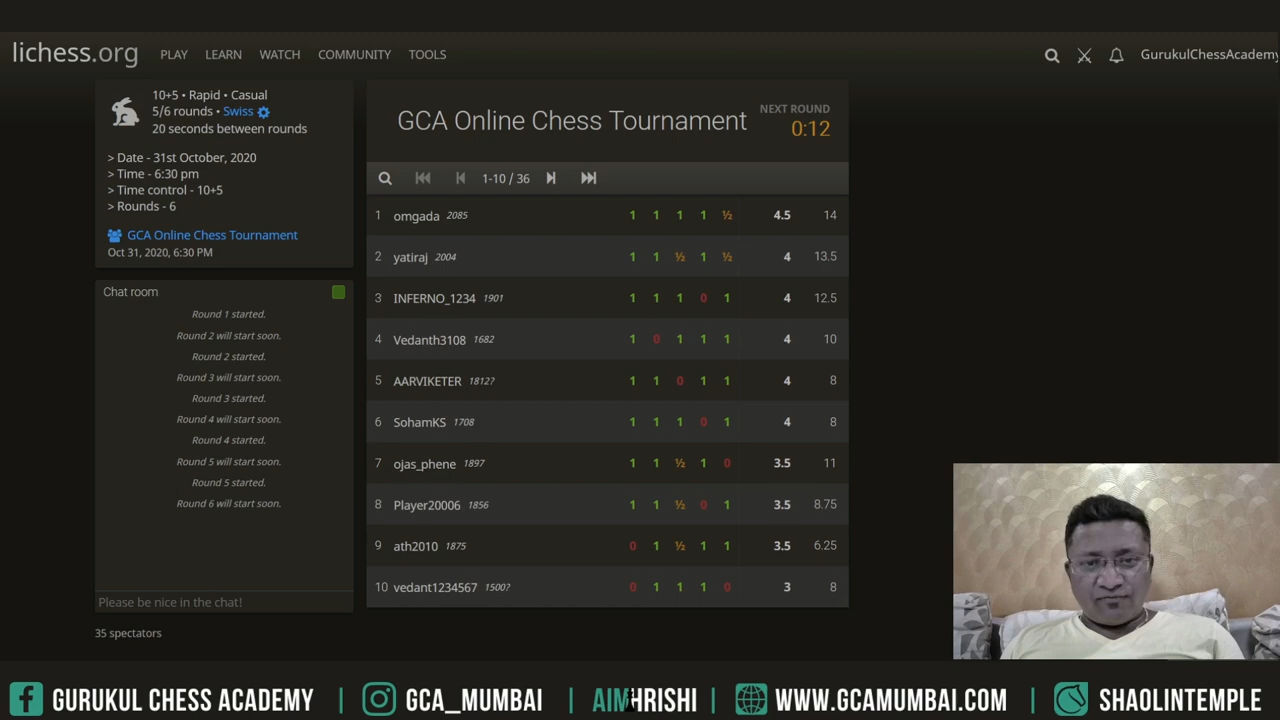 lichess.org PLAY LEARN WATCH COMMUNITY TOOLS GurukulChessAcademy
10+5 • Rapid • Casual
5/6 rounds • Swiss
20 seconds between rounds
> Date - 31st October, 2020
> Time - 6:30 pm
> Time control - 10+5
> Rounds - 6
GCA Online Chess Tournament
Oct 31, 2020, 6:30 PM
Chat room
Round 1 started.
Round 2 will start soon.
Round 2 started.
Round 3 will start soon.
Round 3 started.
Round 4 will start soon.
Round 4 started.
Round 5 will start soon.
Round 5 started.
Round 6 will start soon.
Please be nice in the chat!
35 spectators
GCA Online Chess Tournament
NEXT ROUND
0:12
1-10 / 36
1 omgada 2085 1 1 1 1 ½ 4.5 14
2 yatiraj 2004 1 1 ½ 1 ½ 4 13.5
3 INFERNO_1234 1901 1 1 1 0 1 4 12.5
4 Vedanth3108 1682 1 0 1 1 1 4 10
5 AARVIKETER 1812? 1 1 0 1 1 4 8
6 SohamKS 1708 1 1 1 0 1 4 8
7 ojas_phene 1897 1 1 ½ 1 0 3.5 11
8 Player20006 1856 1 1 ½ 0 1 3.5 8.75
9 ath2010 1875 0 1 ½ 1 1 3.5 6.25
10 vedant1234567 1500? 0 1 1 1 0 3 8
GURUKUL CHESS ACADEMY | GCA_MUMBAI | AIMHRISHI | WWW.GCAMUMBAI.COM | SHAOLINTEMPLE